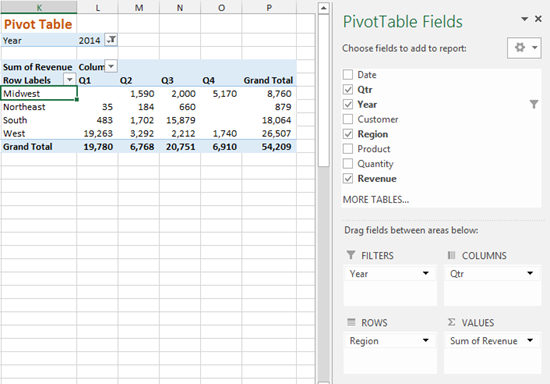 K L M N O P
Pivot Table
Year 2014
Sum of Revenue Colum
Row Labels Q1 Q2 Q3 Q4 Grand Total
Midwest 1,590 2,000 5,170 8,760
Northeast 35 184 660 879
South 483 1,702 15,879 18,064
West 19,263 3,292 2,212 1,740 26,507
Grand Total 19,780 6,768 20,751 6,910 54,209
PivotTable Fields
Choose fields to add to report:
Date
Qtr
Year
Customer
Region
Product
Quantity
Revenue
MORE TABLES...
Drag fields between areas below:
FILTERS
Year
COLUMNS
Qtr
ROWS
Region
Σ VALUES
Sum of Revenue